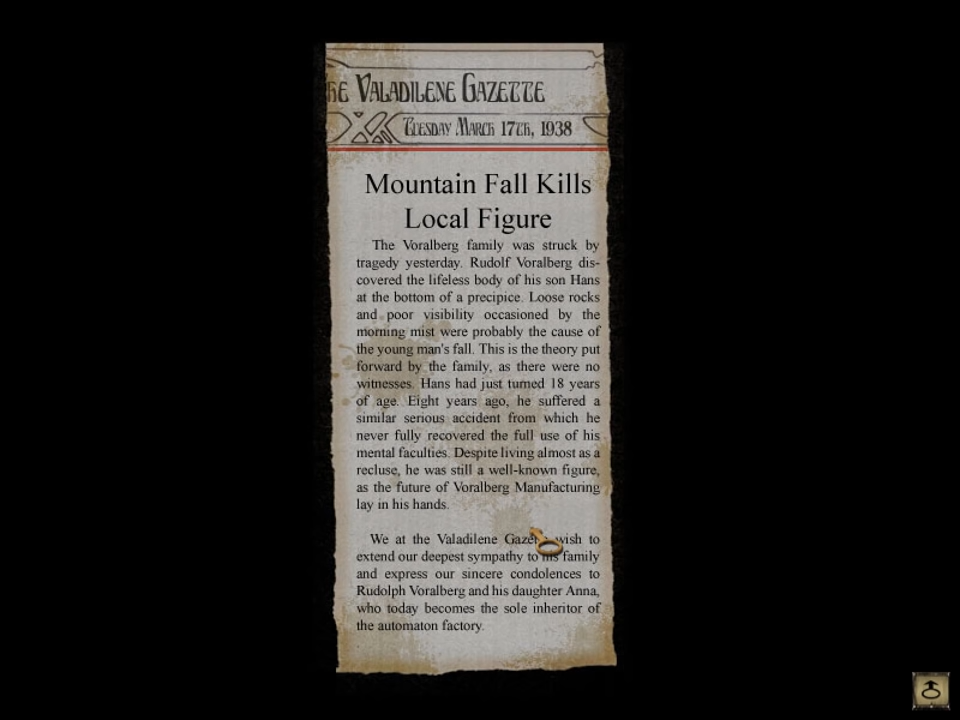 HE VALADILENE GAZETTE
TUESDAY MARCH 17TH, 1938
Mountain Fall Kills
Local Figure
The Voralberg family was struck by
tragedy yesterday. Rudolf Voralberg dis-
covered the lifeless body of his son Hans
at the bottom of a precipice. Loose rocks
and poor visibility occasioned by the
morning mist were probably the cause of
the young man's fall. This is the theory put
forward by the family, as there were no
witnesses. Hans had just turned 18 years
of age. Eight years ago, he suffered a
similar serious accident from which he
never fully recovered the full use of his
mental faculties. Despite living almost as a
recluse, he was still a well-known figure,
as the future of Voralberg Manufacturing
lay in his hands.
We at the Valadilene Gazette wish to
extend our deepest sympathy to his family
and express our sincere condolences to
Rudolph Voralberg and his daughter Anna,
who today becomes the sole inheritor of
the automaton factory.